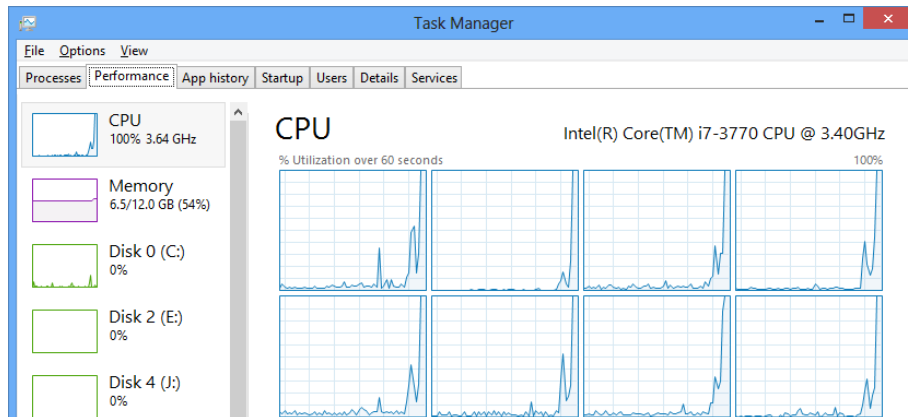 Task Manager
File Options View
Processes Performance App history Startup Users Details Services
CPU
100% 3.64 GHz
Memory
6.5/12.0 GB (54%)
Disk 0 (C:)
0%
Disk 2 (E:)
0%
Disk 4 (J:)
0%
CPU Intel(R) Core(TM) i7-3770 CPU @ 3.40GHz
% Utilization over 60 seconds 100%